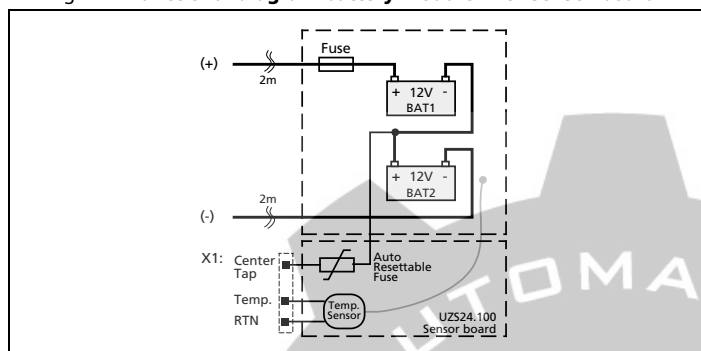 Fuse
(+)
2m
+ 12V -
BAT1
+ 12V -
BAT2
2m
(-)
X1: Center Tap
Auto
Resettable
Fuse
Temp.
Temp.
Sensor
RTN
UZS24.100
Sensor board
UTOMA